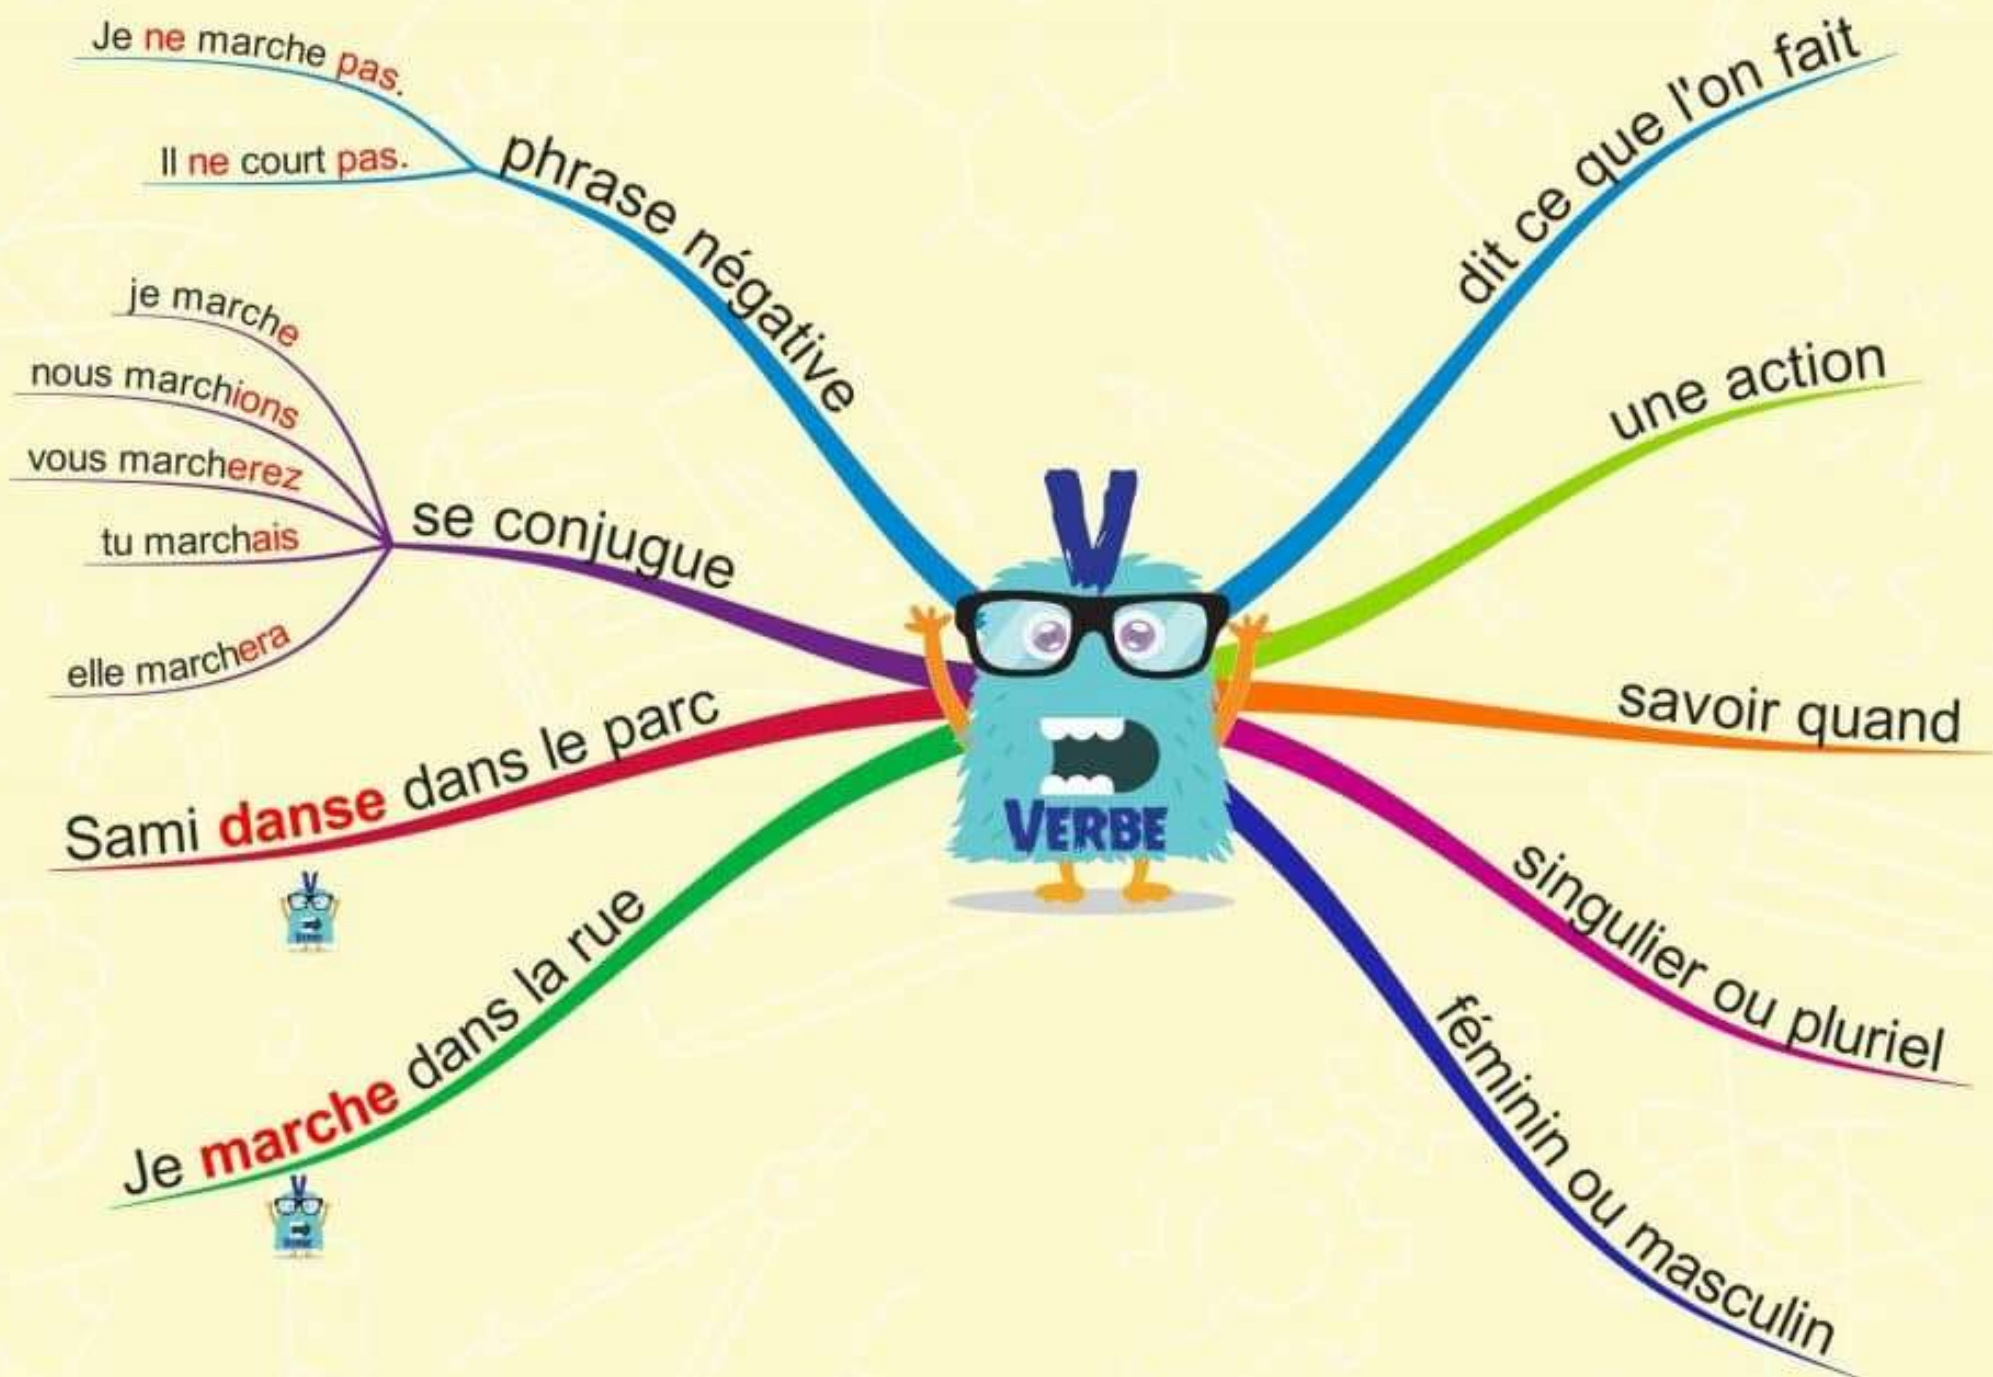 Je ne marche pas.
Il ne court pas.
phrase négative
je marche
nous marchions
vous marcherez
tu marchais
elle marchera
se conjugue
Sami danse dans le parc
Je marche dans la rue
V
VERBE
dit ce que l'on fait
une action
savoir quand
singulier ou pluriel
féminin ou masculin